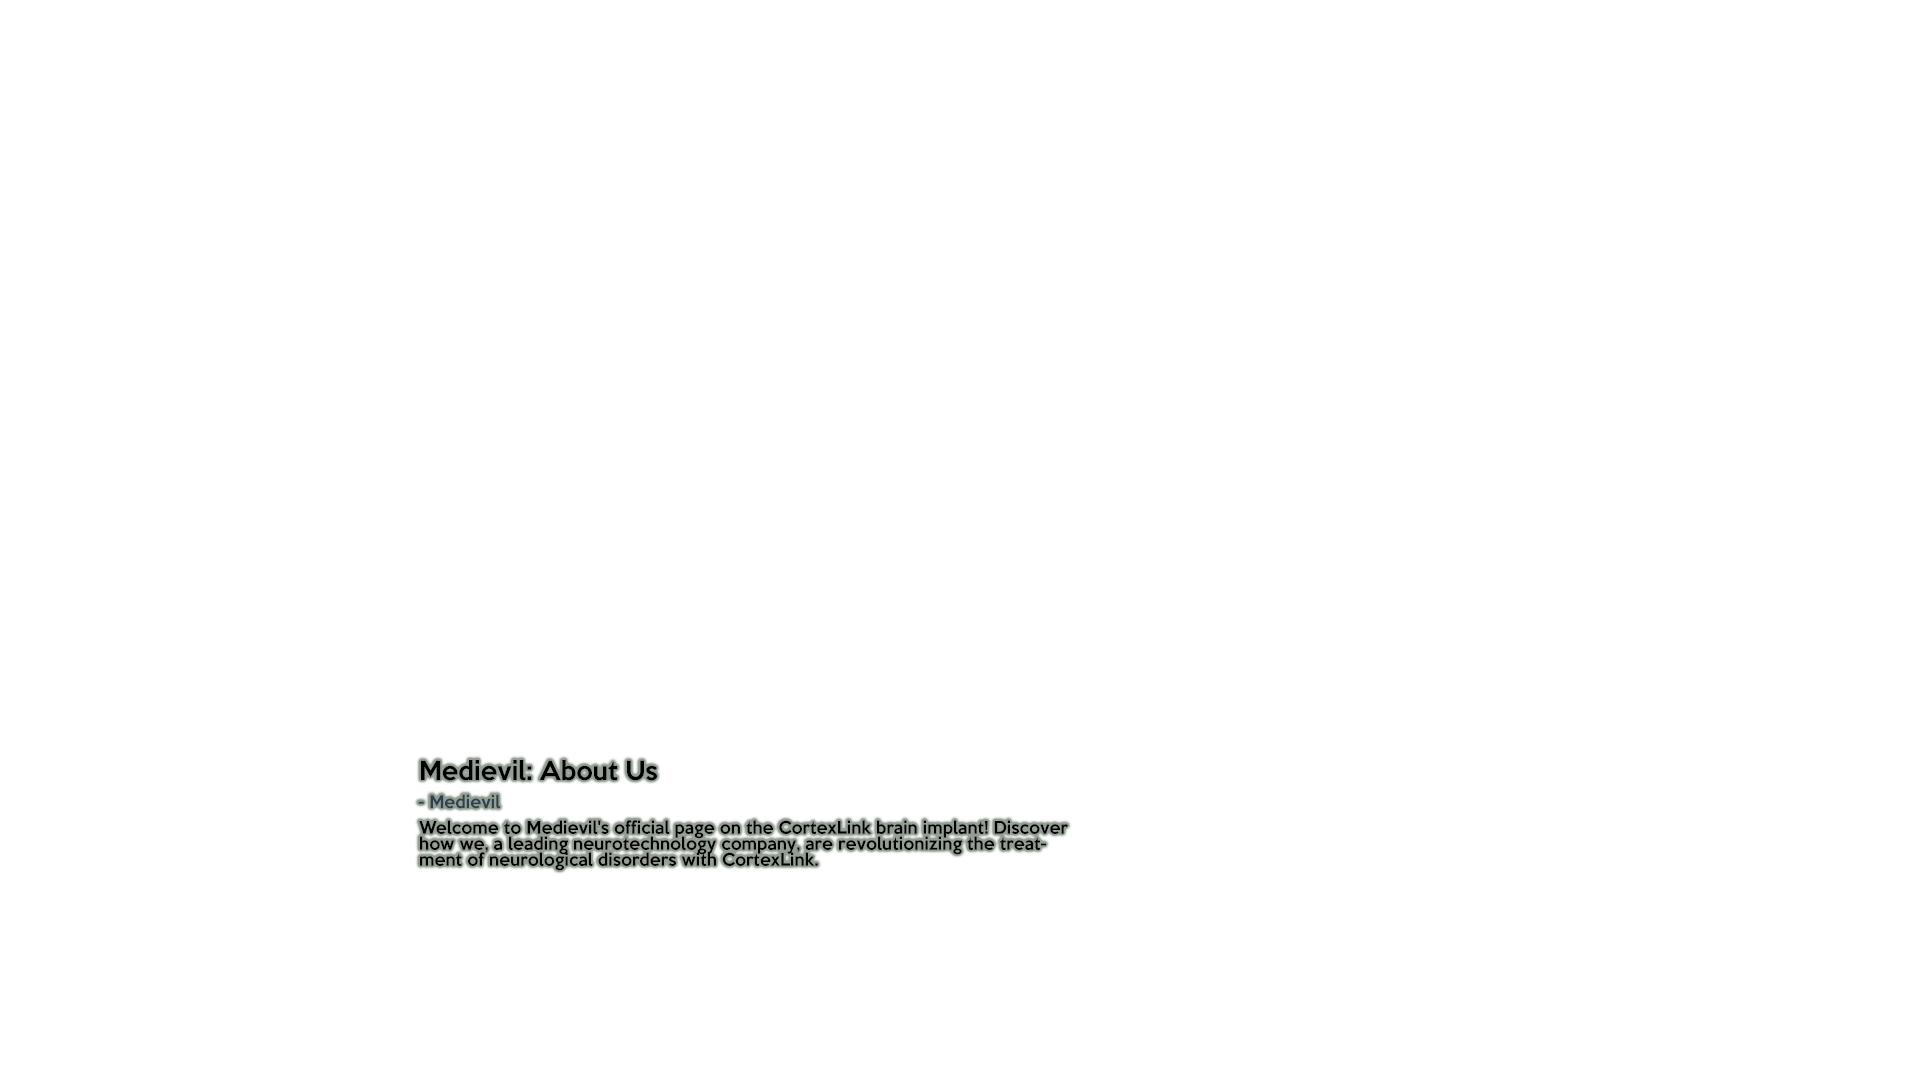 Medievil: About Us
- Medievil
Welcome to Medievil's official page on the CortexLink brain implant! Discover
how we, a leading neurotechnology company, are revolutionizing the treat-
ment of neurological disorders with CortexLink.